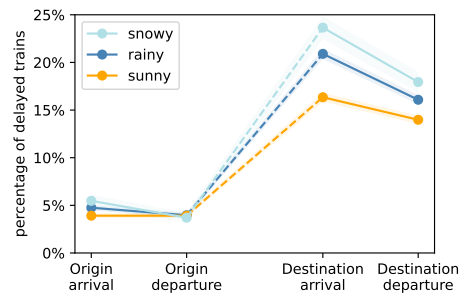 25%
20%
15%
10%
5%
0%
percentage of delayed trains
snowy
rainy
sunny
Origin
arrival
Origin
departure
Destination
arrival
Destination
departure